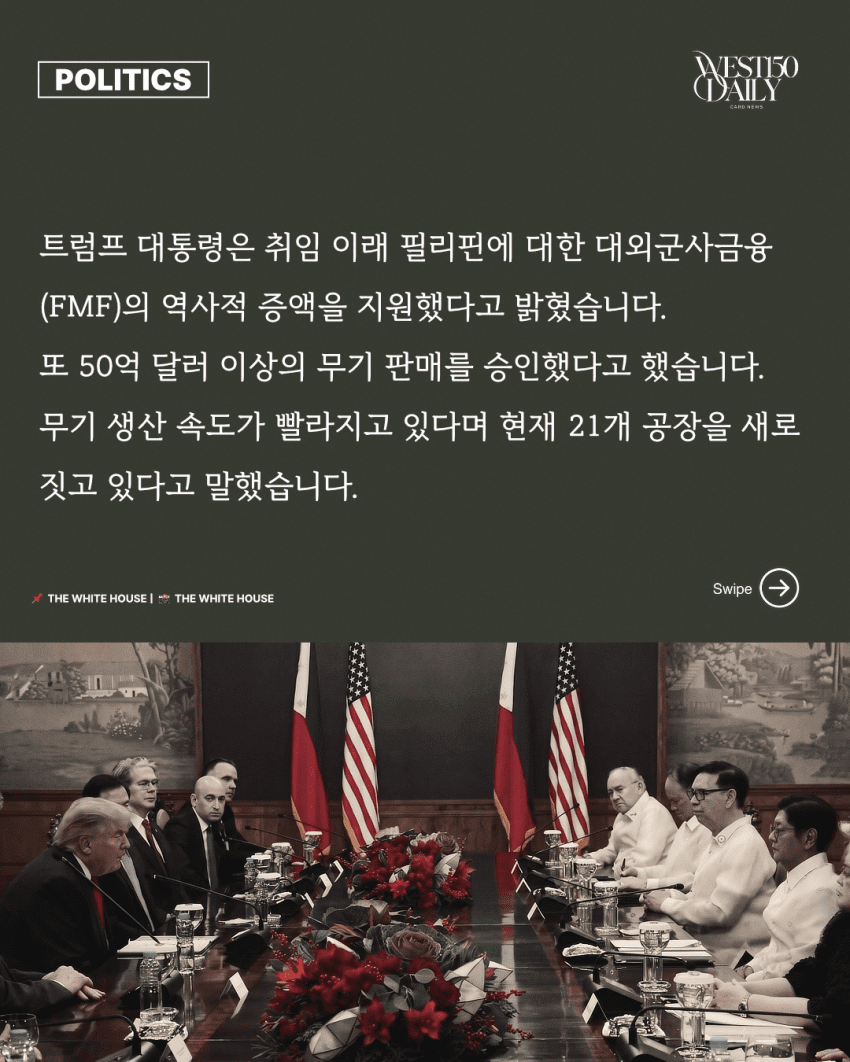 POLITICS
WEST150
DAILY
CARD NEWS
트럼프 대통령은 취임 이래 필리핀에 대한 대외군사금융
(FMF)의 역사적 증액을 지원했다고 밝혔습니다.
또 50억 달러 이상의 무기 판매를 승인했다고 했습니다.
무기 생산 속도가 빨라지고 있다며 현재 21개 공장을 새로
짓고 있다고 말했습니다.
THE WHITE HOUSE | THE WHITE HOUSE
Swipe